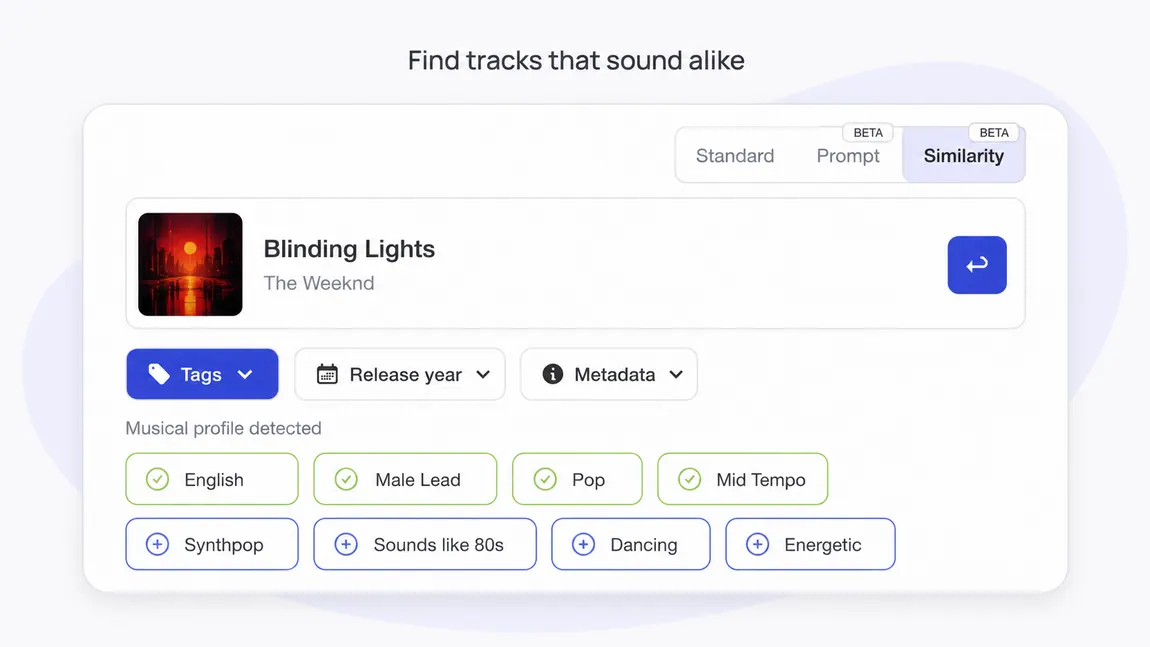 Find tracks that sound alike
BETA
BETA
Standard
Prompt
Similarity
Blinding Lights
The Weeknd
Tags
Release year
Metadata
Musical profile detected
English
Male Lead
Pop
Mid Tempo
Synthpop
Sounds like 80s
Dancing
Energetic